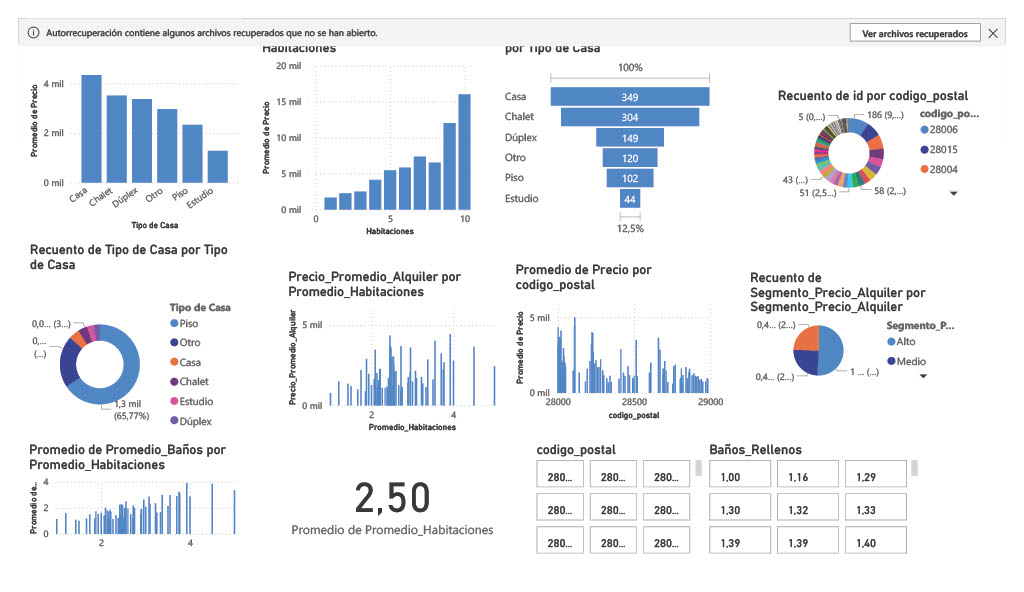 Autorrecuperación contiene algunos archivos recuperados que no se han abierto.
Ver archivos recuperados
Habitaciones
por Tipo de Casa
Promedio de Precio
4 mil
2 mil
0 mil
Casa
Chalet
Dúplex
Otro
Piso
Estudio
Tipo de Casa
Promedio de Precio
20 mil
15 mil
10 mil
5 mil
0 mil
0
5
10
Habitaciones
100%
Casa
349
Chalet
304
Dúplex
149
Otro
120
Piso
102
Estudio
44
12,5%
Recuento de id por codigo_postal
5 (0,...)
186 (9,...
43 (...)
51 (2,5...
58 (2,...)
codigo_po...
28006
28015
28004
Recuento de Tipo de Casa por Tipo
de Casa
0,0... (3...)
0,...
(...)
1,3 mil
(65,77%)
Tipo de Casa
Piso
Otro
Casa
Chalet
Estudio
Dúplex
Precio_Promedio_Alquiler por
Promedio_Habitaciones
Precio_Promedio_Alquiler
5 mil
0 mil
2
4
Promedio_Habitaciones
Promedio de Precio por
codigo_postal
Promedio de Precio
5 mil
0 mil
28000
28500
29000
codigo_postal
Recuento de
Segmento_Precio_Alquiler por
Segmento_Precio_Alquiler
0,4... (2...)
0,4... (2...)
1 ... (...)
Segmento_P...
Alto
Medio
Promedio de Promedio_Baños por
Promedio_Habitaciones
Promedio de...
4
2
0
2
4
2,50
Promedio de Promedio_Habitaciones
codigo_postal
280... 280... 280...
280... 280... 280...
280... 280... 280...
Baños_Rellenos
1,00 1,16 1,29
1,30 1,32 1,33
1,39 1,39 1,40